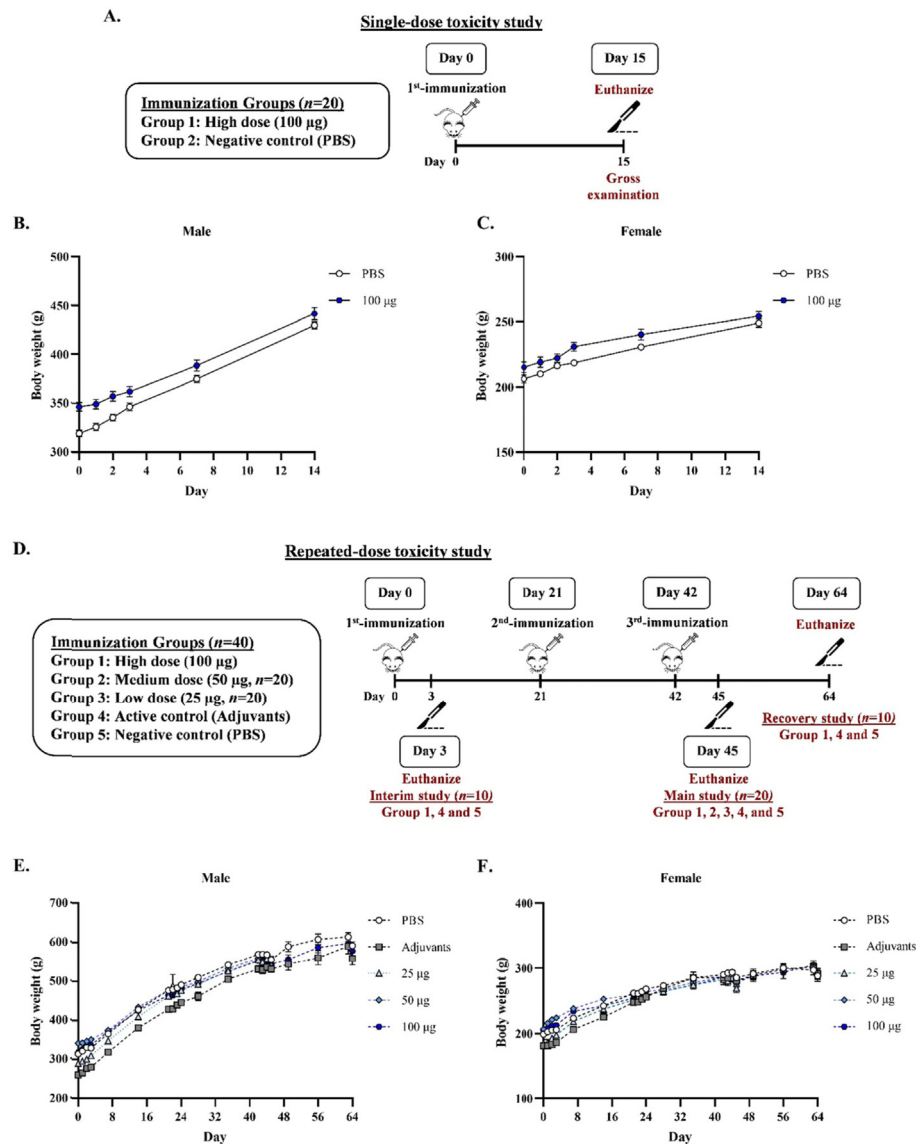 A.
Single-dose toxicity study
Day 0
Day 15
1st-immunization
Euthanize
Immunization Groups (n=20)
Group 1: High dose (100 µg)
Group 2: Negative control (PBS)
Day 0
15
Gross
examination
B.
Male
Body weight (g)
500
450
400
350
300
0 2 4 6 8 10 12 14
Day
PBS
100 µg
C.
Female
Body weight (g)
300
250
200
150
0 2 4 6 8 10 12 14
Day
PBS
100 µg
D.
Repeated-dose toxicity study
Day 0
Day 21
Day 42
Day 64
1st-immunization
2nd-immunization
3rd-immunization
Euthanize
Immunization Groups (n=40)
Group 1: High dose (100 µg)
Group 2: Medium dose (50 µg, n=20)
Group 3: Low dose (25 µg, n=20)
Group 4: Active control (Adjuvants)
Group 5: Negative control (PBS)
Day 0 3 21 42 45 64
Recovery study (n=10)
Group 1, 4 and 5
Day 3
Euthanize
Interim study (n=10)
Group 1, 4 and 5
Day 45
Euthanize
Main study (n=20)
Group 1, 2, 3, 4, and 5
E.
Male
Body weight (g)
700
600
500
400
300
200
0 8 16 24 32 40 48 56 64
Day
PBS
Adjuvants
25 µg
50 µg
100 µg
F.
Female
Body weight (g)
400
300
200
100
0 8 16 24 32 40 48 56 64
Day
PBS
Adjuvants
25 µg
50 µg
100 µg